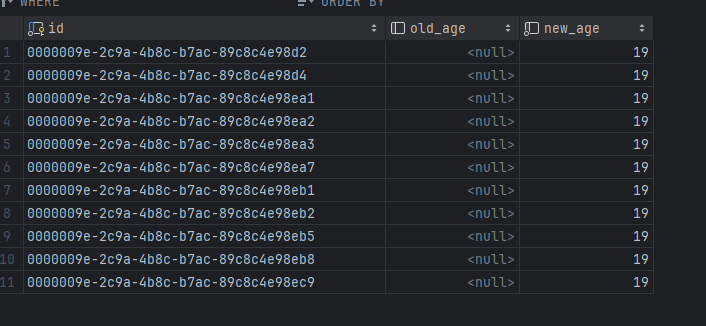 WHERE ORDER BY
id old_age new_age
1 0000009e-2c9a-4b8c-b7ac-89c8c4e98d2 <null> 19
2 0000009e-2c9a-4b8c-b7ac-89c8c4e98d4 <null> 19
3 0000009e-2c9a-4b8c-b7ac-89c8c4e98ea1 <null> 19
4 0000009e-2c9a-4b8c-b7ac-89c8c4e98ea2 <null> 19
5 0000009e-2c9a-4b8c-b7ac-89c8c4e98ea3 <null> 19
6 0000009e-2c9a-4b8c-b7ac-89c8c4e98ea7 <null> 19
7 0000009e-2c9a-4b8c-b7ac-89c8c4e98eb1 <null> 19
8 0000009e-2c9a-4b8c-b7ac-89c8c4e98eb2 <null> 19
9 0000009e-2c9a-4b8c-b7ac-89c8c4e98eb5 <null> 19
10 0000009e-2c9a-4b8c-b7ac-89c8c4e98eb8 <null> 19
11 0000009e-2c9a-4b8c-b7ac-89c8c4e98ec9 <null> 19